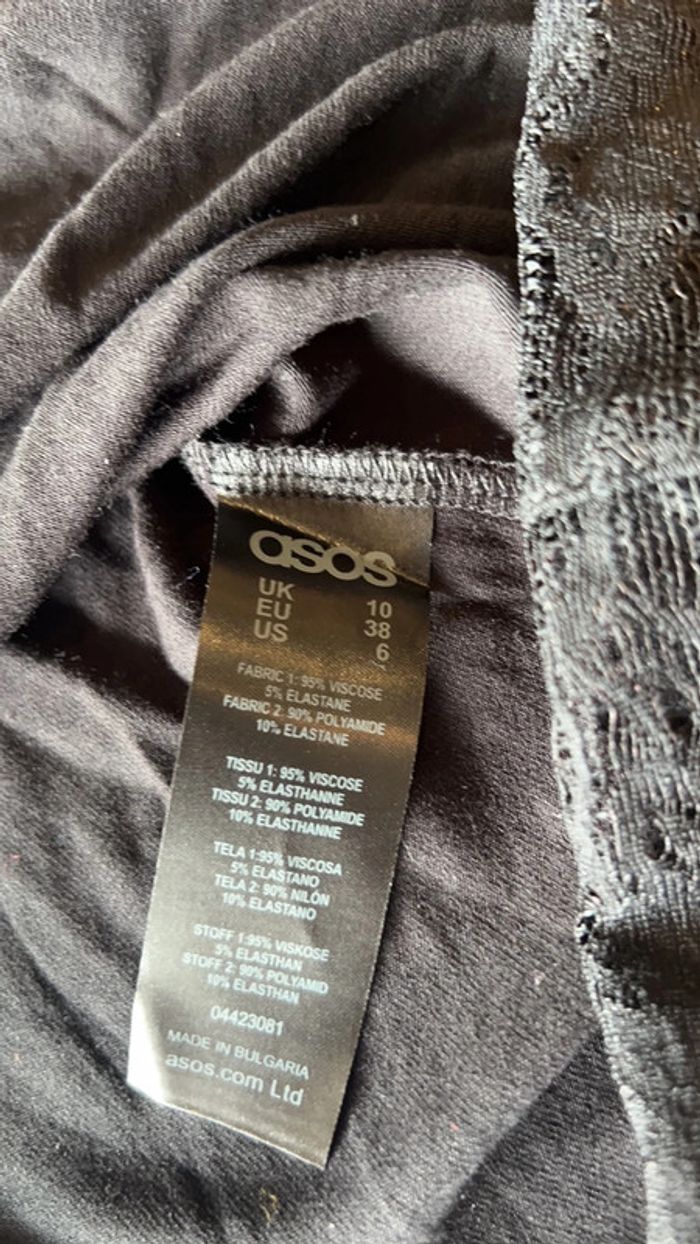 asos
UK 10
EU 38
US 6
FABRIC 1: 95% VISCOSE
5% ELASTANE
FABRIC 2: 90% POLYAMIDE
10% ELASTANE
TISSU 1: 95% VISCOSE
5% ELASTHANNE
TISSU 2: 90% POLYAMIDE
10% ELASTHANNE
TELA 1:95% VISCOSA
5% ELASTANO
TELA 2: 90% NILÓN
10% ELASTANO
STOFF 1:95% VISKOSE
5% ELASTHAN
STOFF 2: 90% POLYAMID
10% ELASTHAN
04423081
MADE IN BULGARIA
asos.com Ltd